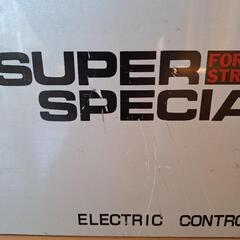 SUPER FOR
SPECIA STR
ELECTRIC CONTRO